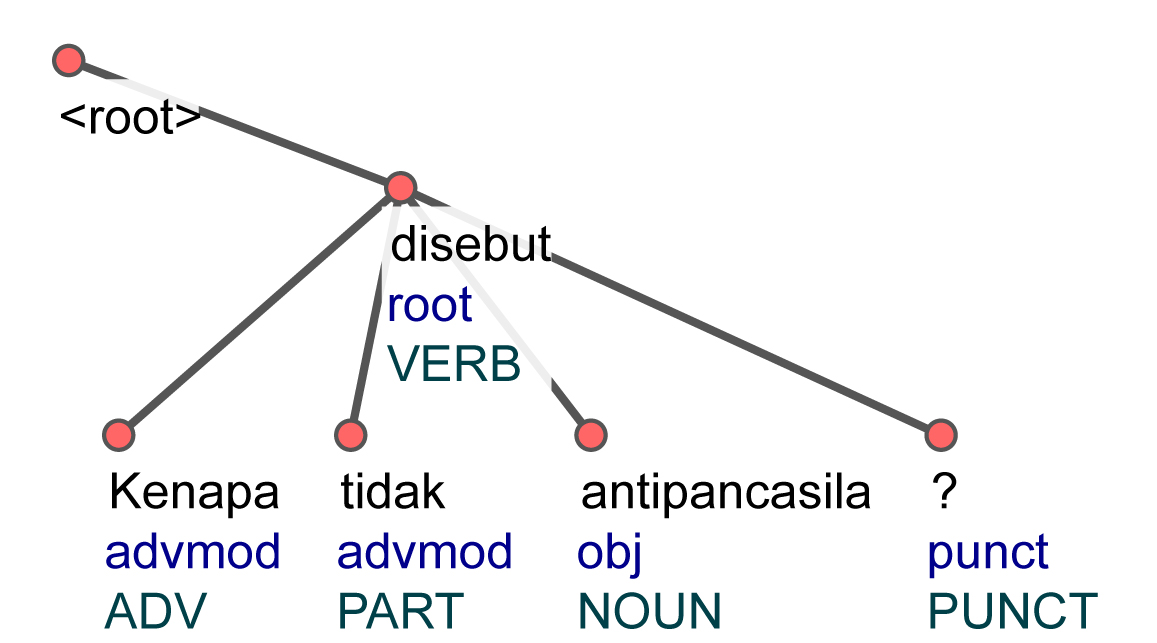 <root>
disebut
root
VERB
Kenapa tidak antipancasila ?
advmod advmod obj punct
ADV PART NOUN PUNCT